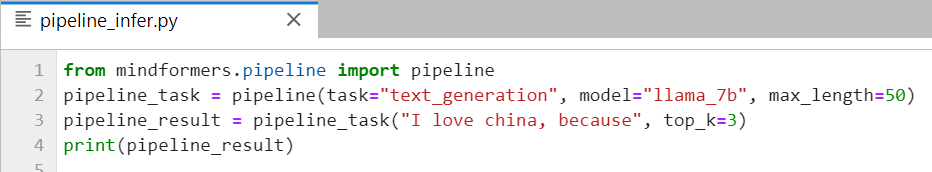 pipeline_infer.py
1 from mindformers.pipeline import pipeline
2 pipeline_task = pipeline(task="text_generation", model="llama_7b", max_length=50)
3 pipeline_result = pipeline_task("I love china, because", top_k=3)
4 print(pipeline_result)
5